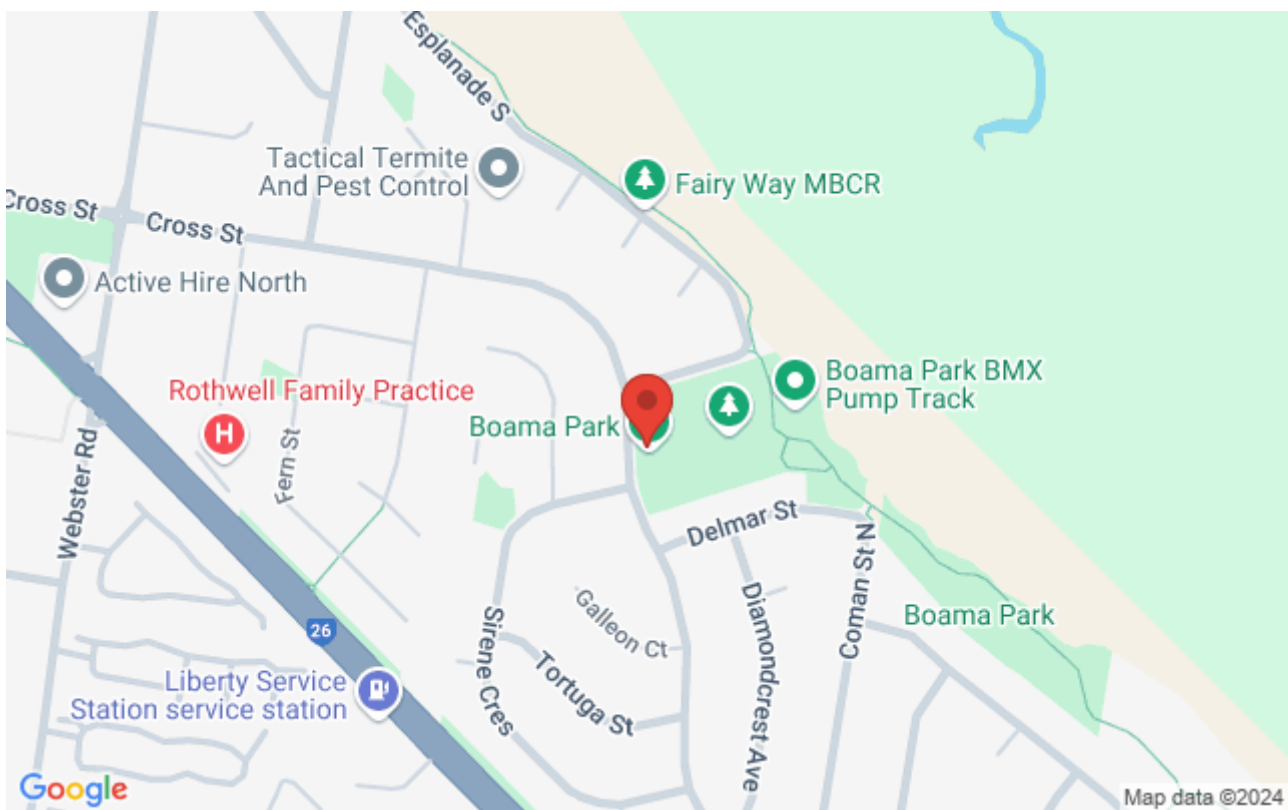 Esplanade S
Tactical Termite
And Pest Control
Fairy Way MBCR
Cross St
Cross St
Active Hire North
Rothwell Family Practice
H
Boama Park BMX
Pump Track
Boama Park
Fern St
Webster Rd
Delmar St
Coman St N
Diamondcrest Ave
Galleon Ct
Boama Park
Sirene Cres
Tortuga St
26
Liberty Service
Station service station
Google
Map data ©2024